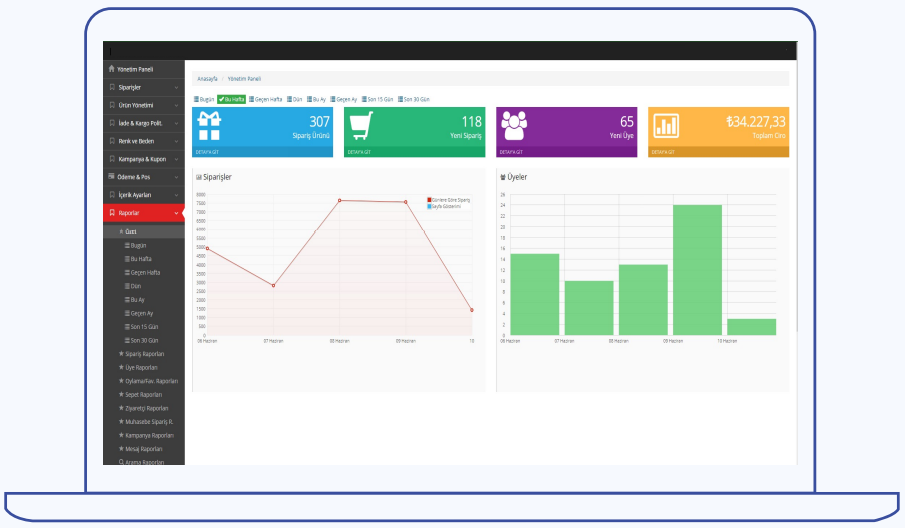 Yönetim Paneli
Siparişler
Ürün Yönetimi
İade & Kargo Polit.
Renk ve Beden
Kampanya & Kupon
Ödeme & Pos
İçerik Ayarları
Raporlar
Özet
Bugün
Bu Hafta
Geçen Hafta
Dün
Bu Ay
Geçen Ay
Son 15 Gün
Son 30 Gün
Sipariş Raporları
Üye Raporları
Oylama/Fav. Raporları
Sepet Raporları
Ziyaretçi Raporları
Muhasebe Sipariş R.
Kampanya Raporları
Mesaj Raporları
Arama Raporları
Anasayfa / Yönetim Paneli
Bugün Bu Hafta Geçen Hafta Dün Bu Ay Geçen Ay Son 15 Gün Son 30 Gün
307
Sipariş Ürünü
DETAYA GİT
118
Yeni Sipariş
DETAYA GİT
65
Yeni Üye
DETAYA GİT
₺34.227,33
Toplam Ciro
DETAYA GİT
Siparişler
Günlere Göre Sipariş
Sayfa Gösterimi
8000
7500
7000
6500
6000
5500
5000
4500
4000
3500
3000
2500
2000
1500
1000
500
0
06 Haziran 07 Haziran 08 Haziran 09 Haziran 10
Üyeler
26
24
22
20
18
16
14
12
10
8
6
4
2
06 Haziran 07 Haziran 08 Haziran 09 Haziran 10 Haziran